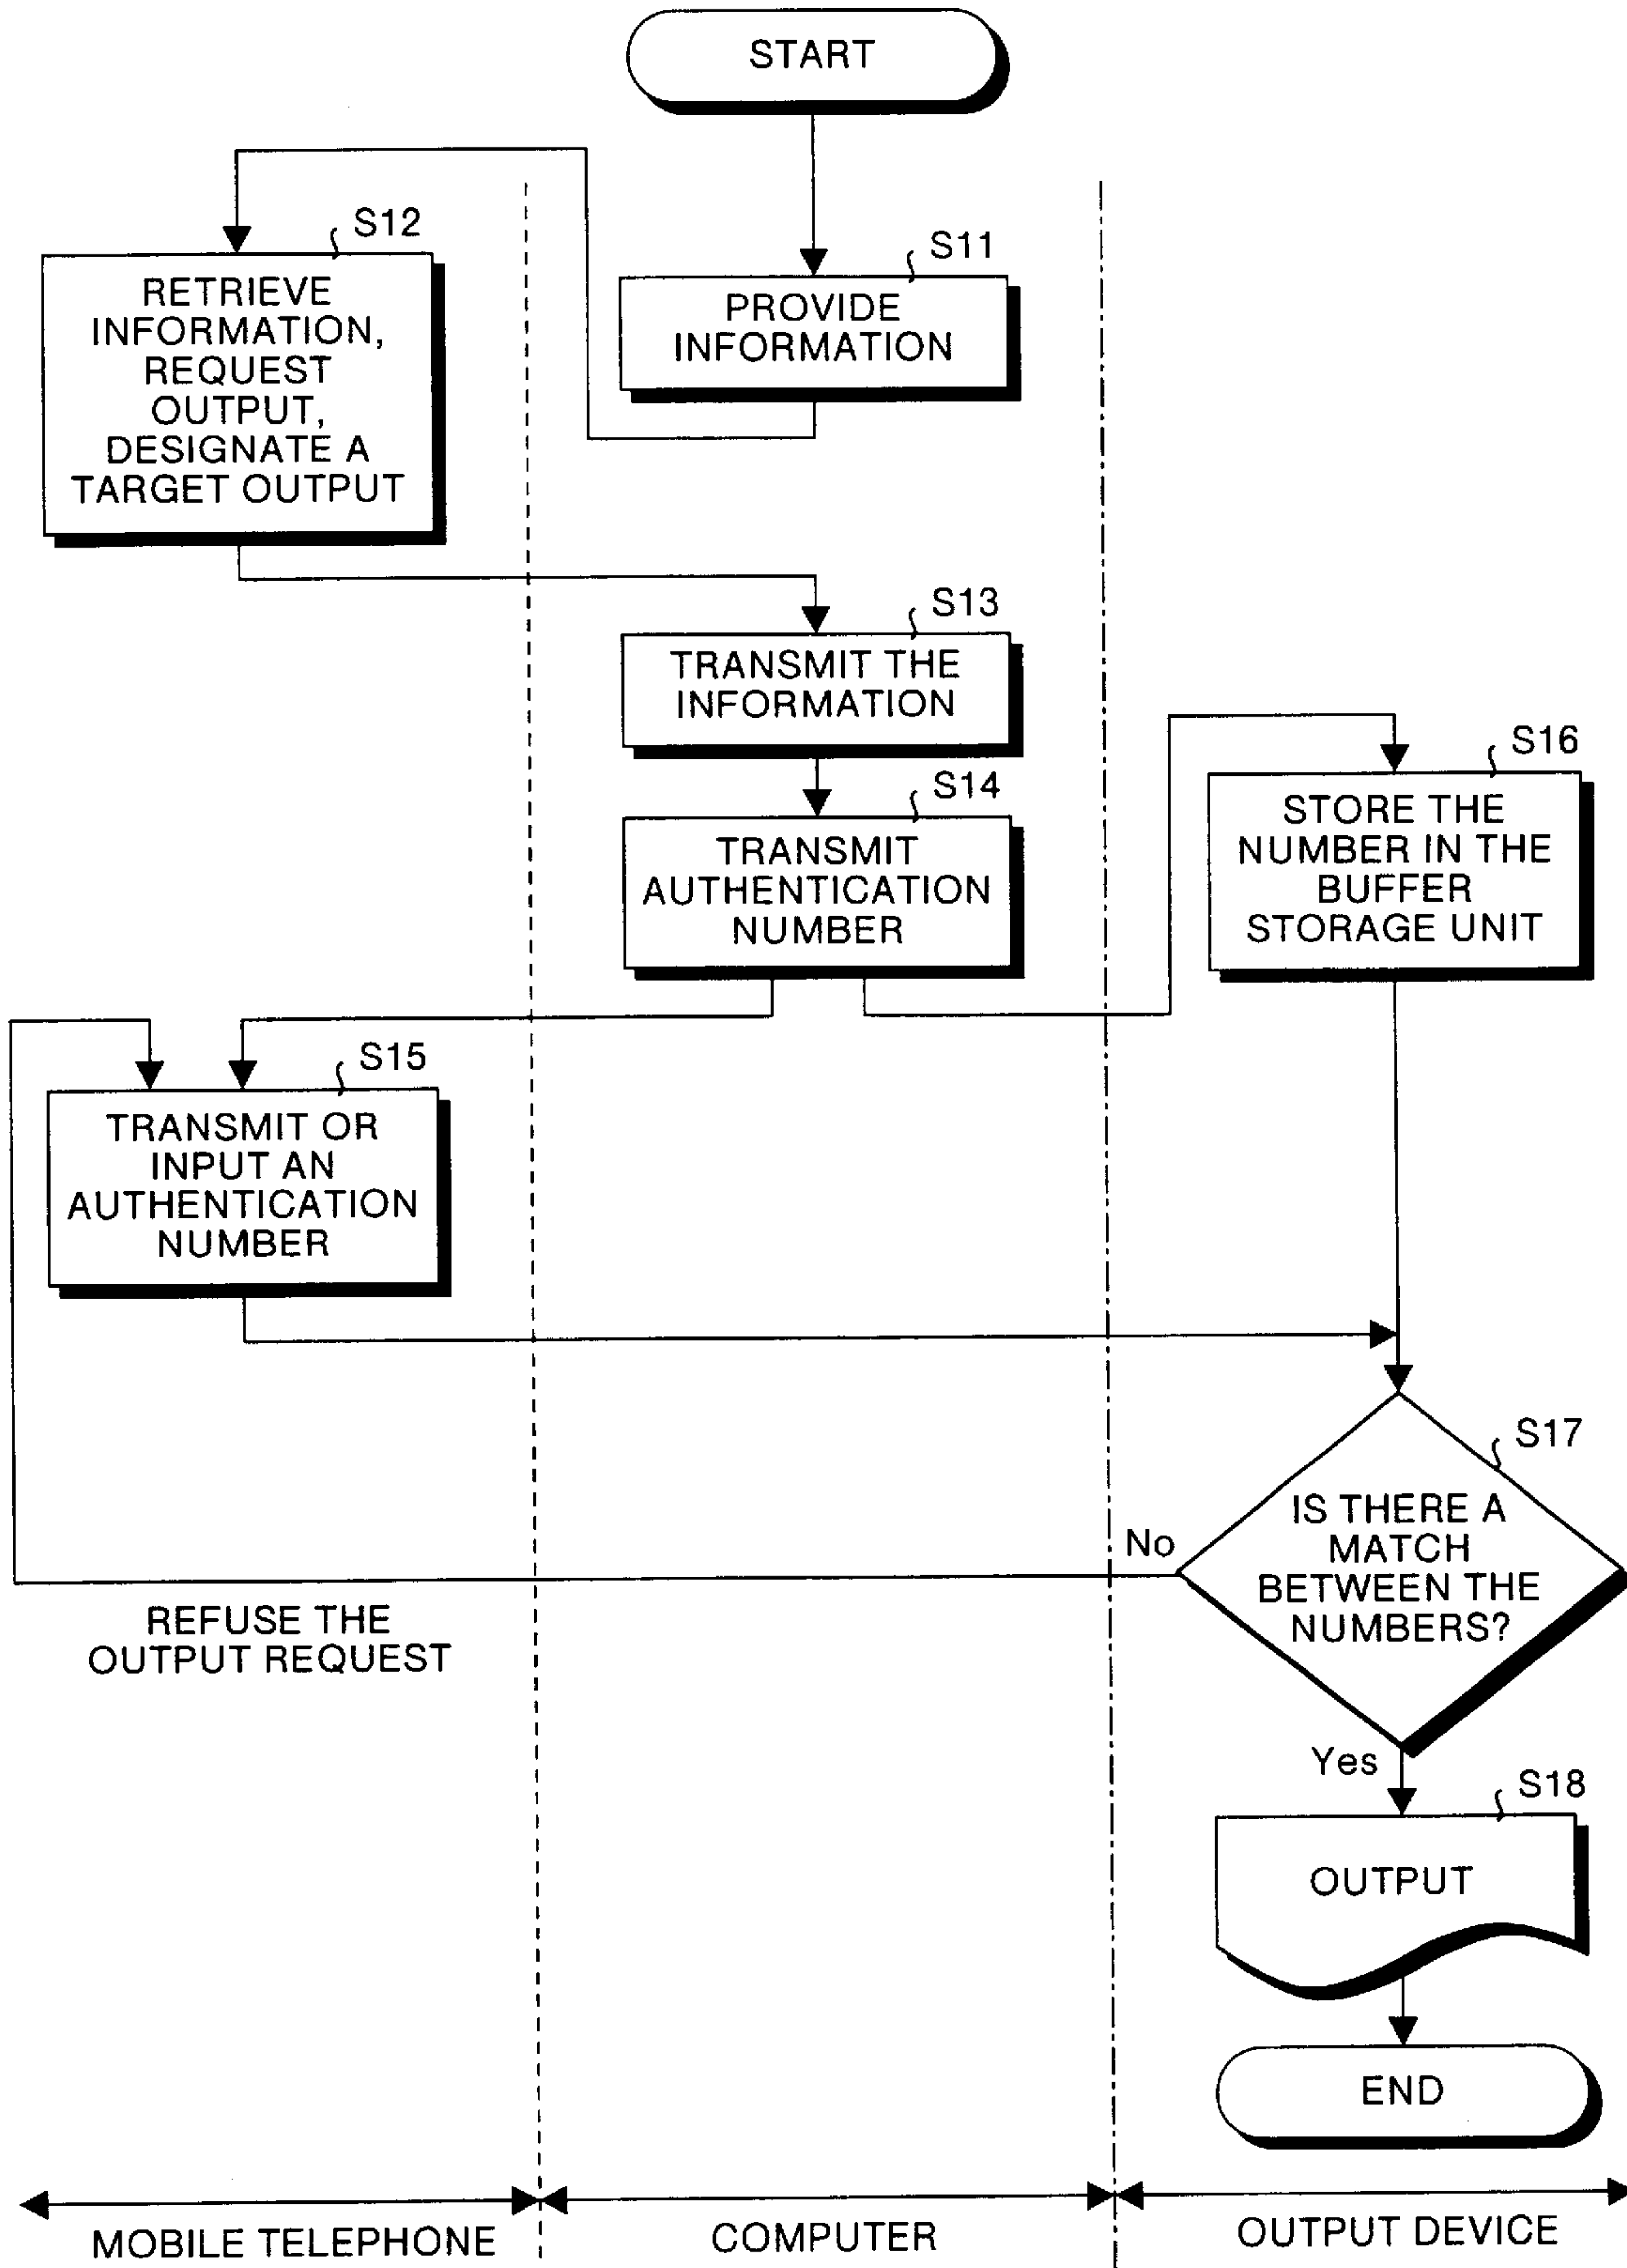 START
S12
RETRIEVE
INFORMATION,
REQUEST
OUTPUT,
DESIGNATE A
TARGET OUTPUT
S11
PROVIDE
INFORMATION
S13
TRANSMIT THE
INFORMATION
S14
TRANSMIT
AUTHENTICATION
NUMBER
S16
STORE THE
NUMBER IN THE
BUFFER
STORAGE UNIT
S15
TRANSMIT OR
INPUT AN
AUTHENTICATION
NUMBER
S17
IS THERE A
MATCH
BETWEEN THE
NUMBERS?
No
REFUSE THE
OUTPUT REQUEST
Yes
S18
OUTPUT
END
MOBILE TELEPHONE
COMPUTER
OUTPUT DEVICE